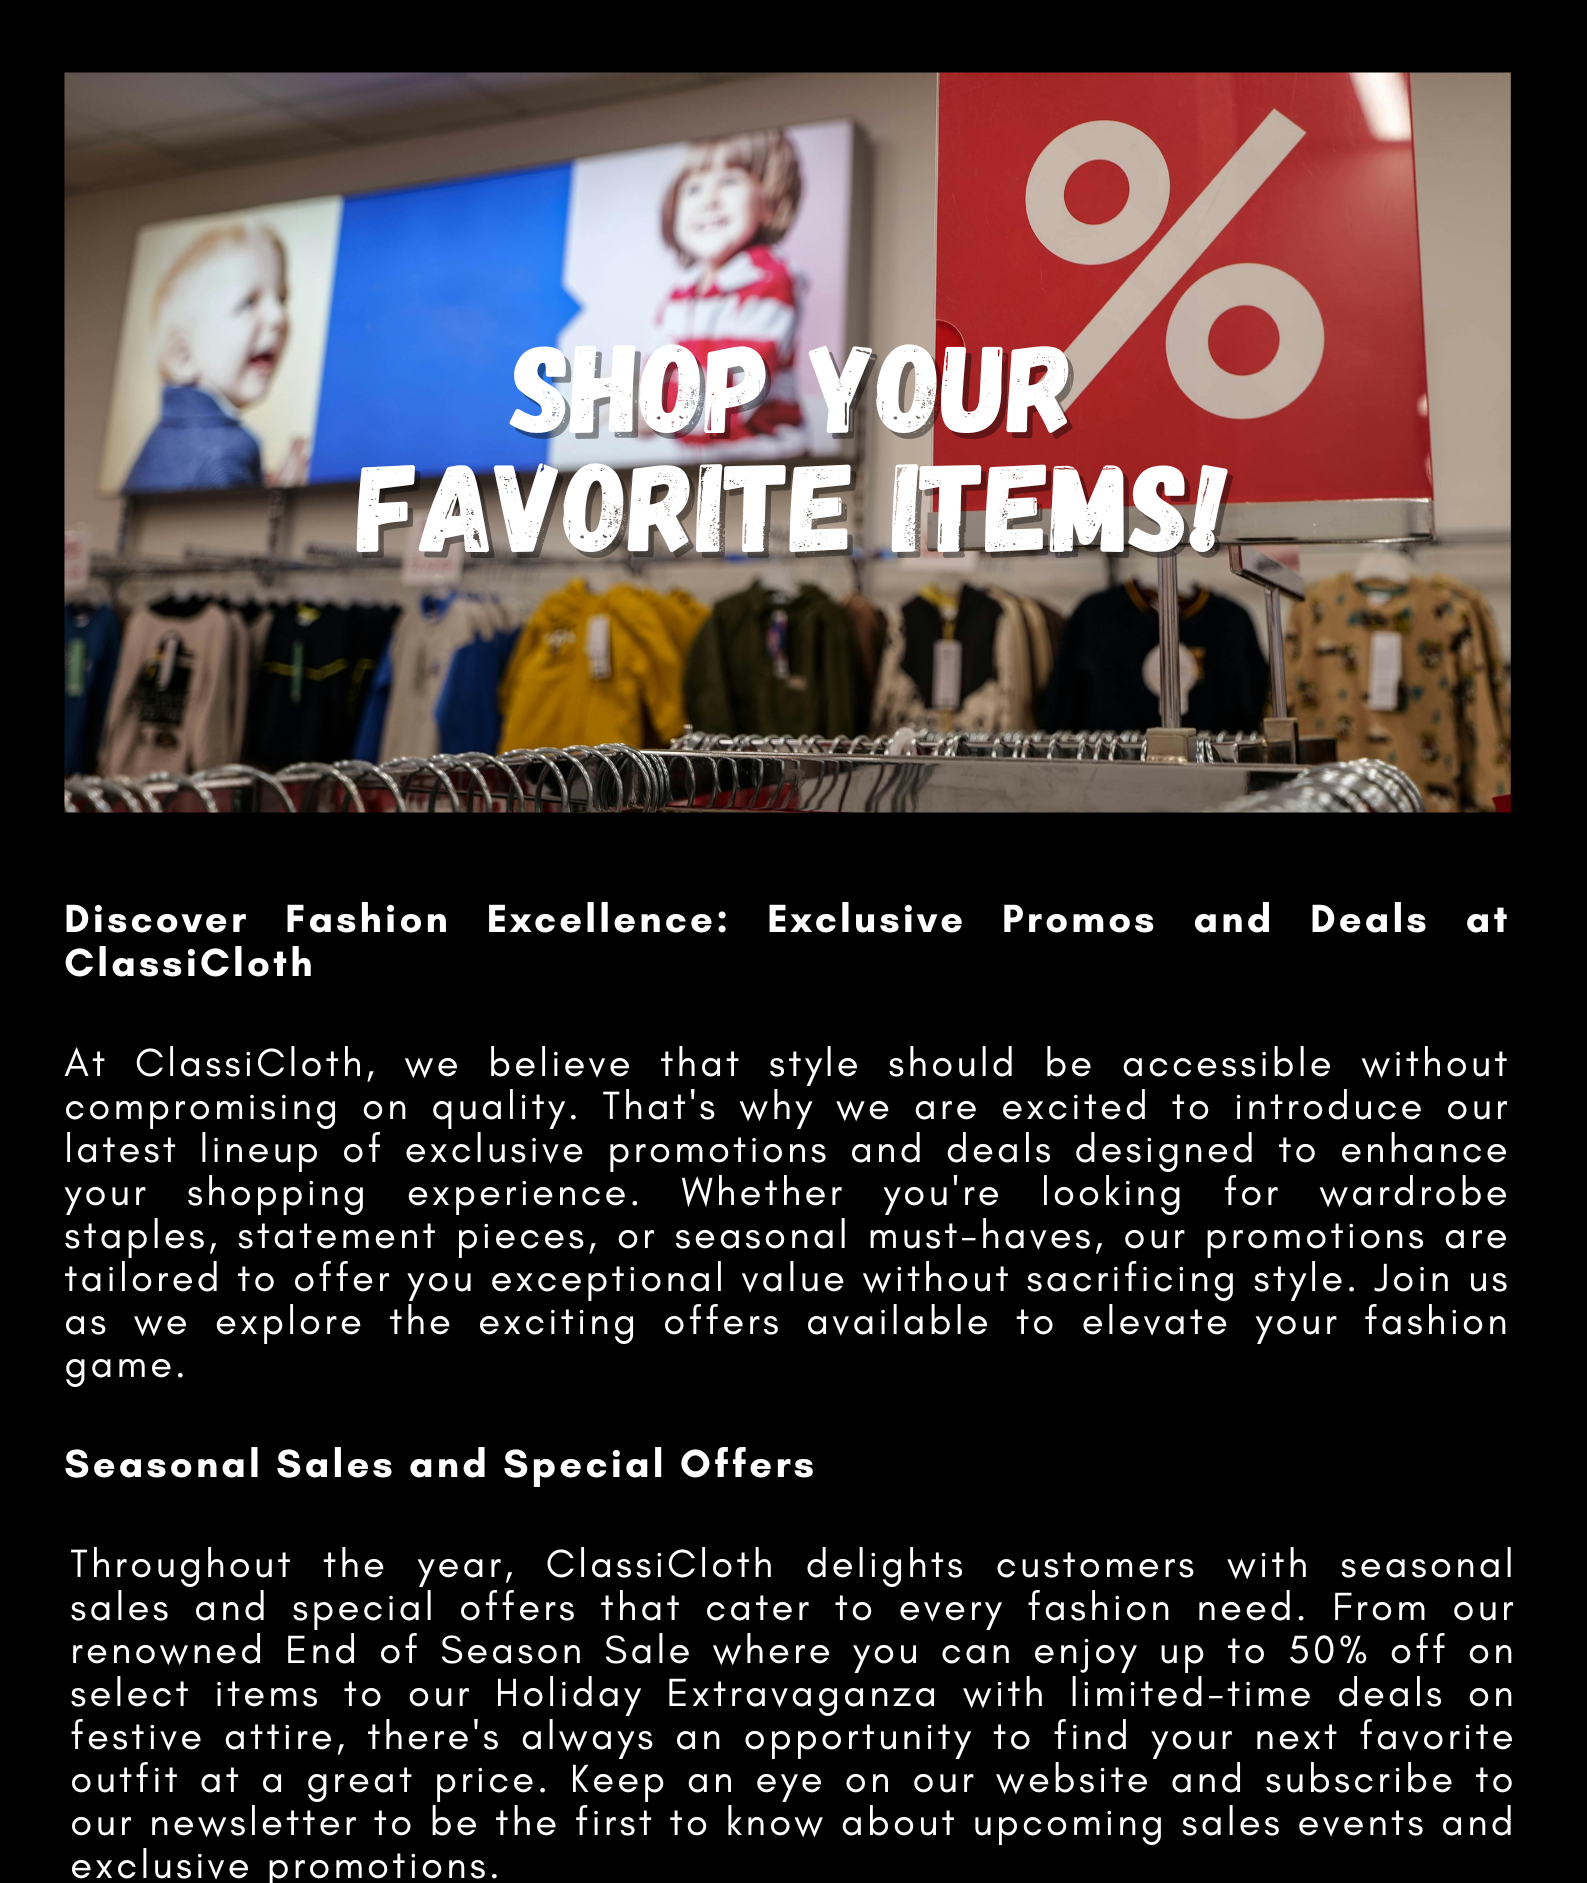 %
SHOP YOUR
FAVORITE ITEMS!
Discover Fashion Excellence: Exclusive Promos and Deals at
ClassiCloth
At ClassiCloth, we believe that style should be accessible without
compromising on quality. That's why we are excited to introduce our
latest lineup of exclusive promotions and deals designed to enhance
your shopping experience. Whether you're looking for wardrobe
staples, statement pieces, or seasonal must-haves, our promotions are
tailored to offer you exceptional value without sacrificing style. Join us
as we explore the exciting offers available to elevate your fashion
game.
Seasonal Sales and Special Offers
Throughout the year, ClassiCloth delights customers with seasonal
sales and special offers that cater to every fashion need. From our
renowned End of Season Sale where you can enjoy up to 50% off on
select items to our Holiday Extravaganza with limited-time deals on
festive attire, there's always an opportunity to find your next favorite
outfit at a great price. Keep an eye on our website and subscribe to
our newsletter to be the first to know about upcoming sales events and
exclusive promotions.